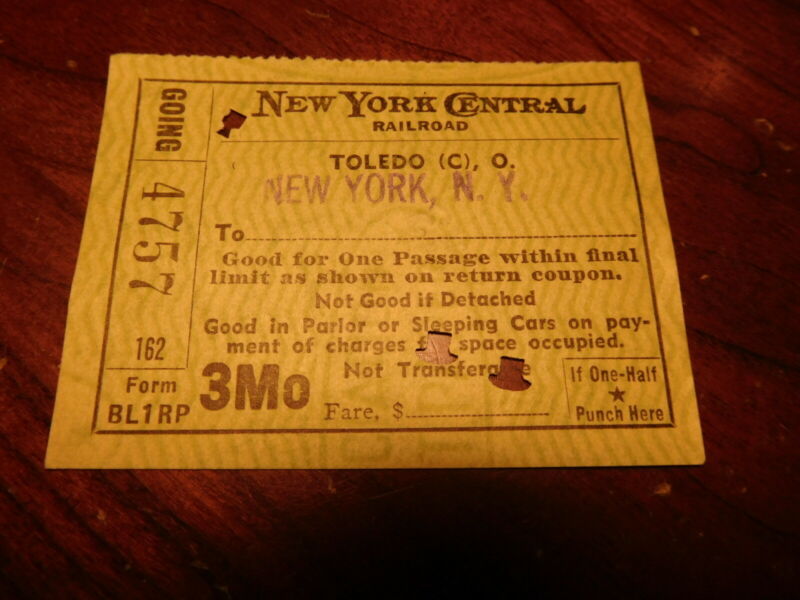 GOING
4757
162
Form
BL1RP
NEW YORK CENTRAL
RAILROAD
TOLEDO (C), O.
NEW YORK, N. Y.
To
Good for One Passage within final
limit as shown on return coupon.
Not Good if Detached
Good in Parlor or Sleeping Cars on pay-
ment of charges space occupied.
Not
3Mo
Fare, $
If One-Half
★
Punch Here